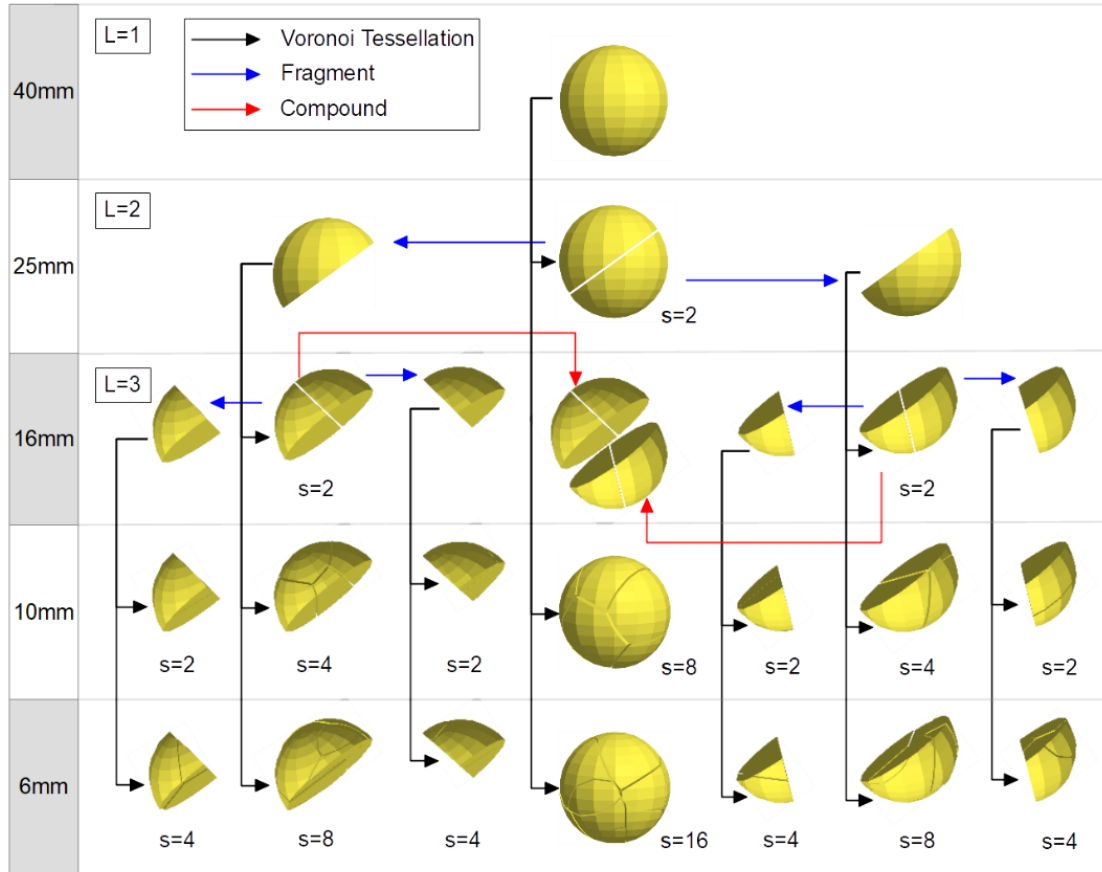 L=1
Voronoi Tessellation
Fragment
Compound
40mm
L=2
25mm
s=2
L=3
16mm
s=2
s=2
10mm
s=2
s=4
s=2
s=8
s=2
s=4
s=2
6mm
s=4
s=8
s=4
s=16
s=4
s=8
s=4